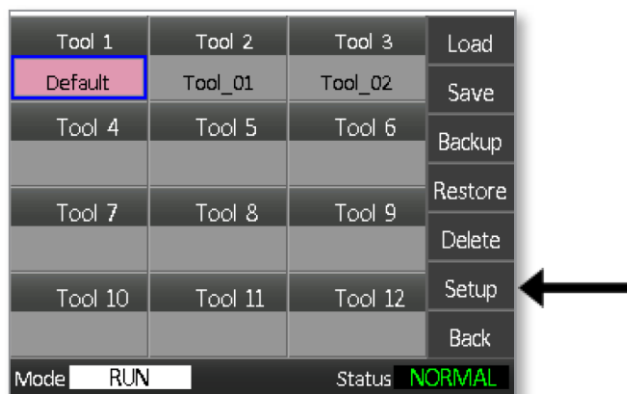 Tool 1 Tool 2 Tool 3 Load
Default Tool_01 Tool_02 Save
Tool 4 Tool 5 Tool 6 Backup
Restore
Tool 7 Tool 8 Tool 9
Delete
Tool 10 Tool 11 Tool 12 Setup
Back
Mode RUN Status NORMAL